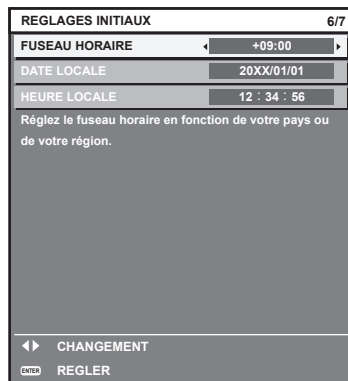 REGLAGES INITIAUX 6/7
FUSEAU HORAIRE +09:00
DATE LOCALE 20XX/01/01
HEURE LOCALE 12 : 34 : 56
Réglez le fuseau horaire en fonction de votre pays ou
de votre région.
CHANGEMENT
ENTER REGLER